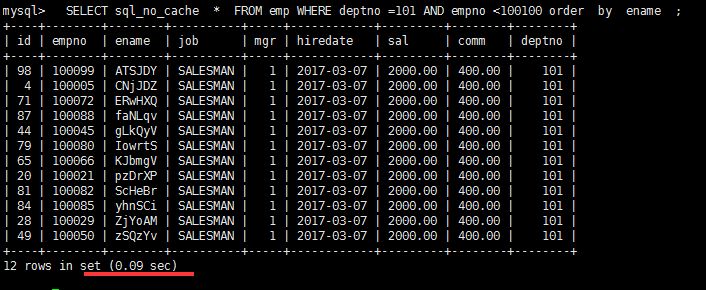 mysql>   SELECT sql_no_cache  *  FROM emp WHERE deptno =101 AND empno <100100 order  by  ename  ;
+----+--------+--------+----------+-----+------------+---------+--------+--------+
| id | empno  | ename  | job      | mgr | hiredate   | sal     | comm   | deptno |
+----+--------+--------+----------+-----+------------+---------+--------+--------+
| 98 | 100099 | ATSJDY | SALESMAN |   1 | 2017-03-07 | 2000.00 | 400.00 |    101 |
|  4 | 100005 | CNjJDZ | SALESMAN |   1 | 2017-03-07 | 2000.00 | 400.00 |    101 |
| 71 | 100072 | ERwHXQ | SALESMAN |   1 | 2017-03-07 | 2000.00 | 400.00 |    101 |
| 87 | 100088 | faNLqv | SALESMAN |   1 | 2017-03-07 | 2000.00 | 400.00 |    101 |
| 44 | 100045 | gLkQyV | SALESMAN |   1 | 2017-03-07 | 2000.00 | 400.00 |    101 |
| 79 | 100080 | IowrtS | SALESMAN |   1 | 2017-03-07 | 2000.00 | 400.00 |    101 |
| 65 | 100066 | KJbmgV | SALESMAN |   1 | 2017-03-07 | 2000.00 | 400.00 |    101 |
| 20 | 100021 | pzDrXP | SALESMAN |   1 | 2017-03-07 | 2000.00 | 400.00 |    101 |
| 81 | 100082 | ScHeBr | SALESMAN |   1 | 2017-03-07 | 2000.00 | 400.00 |    101 |
| 84 | 100085 | yhnSCi | SALESMAN |   1 | 2017-03-07 | 2000.00 | 400.00 |    101 |
| 28 | 100029 | ZjYoAM | SALESMAN |   1 | 2017-03-07 | 2000.00 | 400.00 |    101 |
| 49 | 100050 | zSQzYv | SALESMAN |   1 | 2017-03-07 | 2000.00 | 400.00 |    101 |
+----+--------+--------+----------+-----+------------+---------+--------+--------+
12 rows in set (0.09 sec)